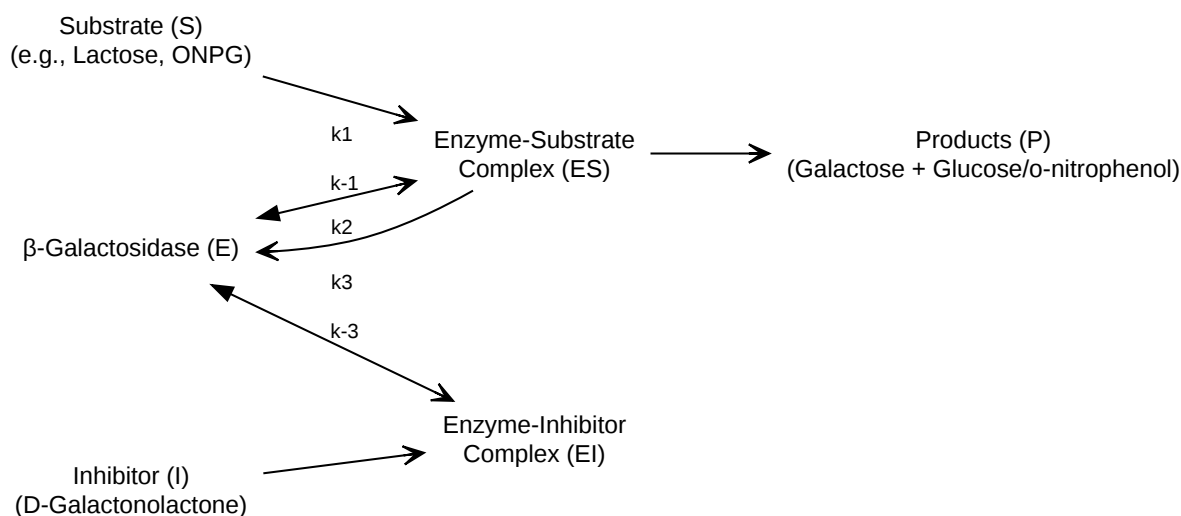 Substrate (S)
(e.g., Lactose, ONPG)
k1
Enzyme-Substrate
Complex (ES)
Products (P)
(Galactose + Glucose/o-nitrophenol)
k-1
k2
β-Galactosidase (E)
k3
k-3
Enzyme-Inhibitor
Complex (EI)
Inhibitor (I)
(D-Galactonolactone)